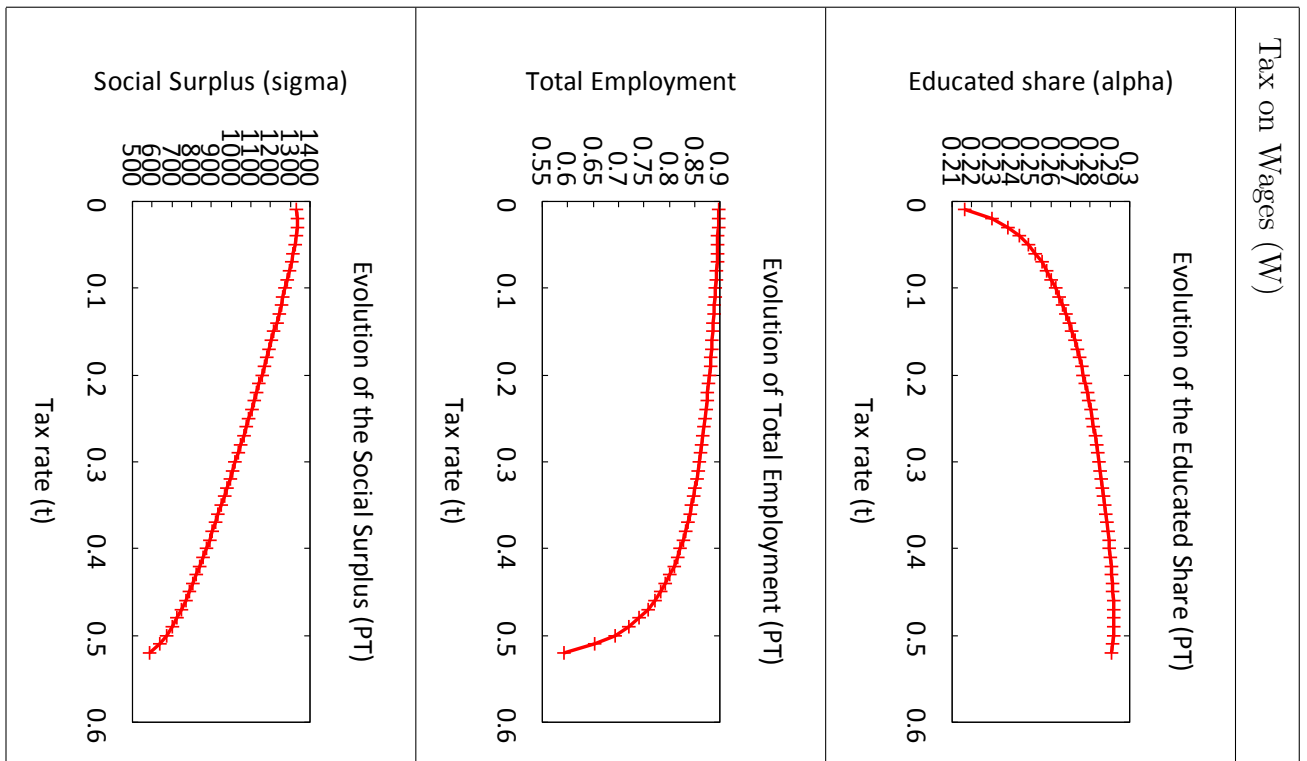 Tax on Wages (W)
Evolution of the Educated Share (PT)
Educated share (alpha)
0.3
0.29
0.28
0.27
0.26
0.25
0.24
0.23
0.22
0.21
0 0.1 0.2 0.3 0.4 0.5 0.6
Tax rate (t)
Evolution of Total Employment (PT)
Total Employment
0.9
0.85
0.8
0.75
0.7
0.65
0.6
0.55
0 0.1 0.2 0.3 0.4 0.5 0.6
Tax rate (t)
Evolution of the Social Surplus (PT)
Social Surplus (sigma)
1400
1300
1200
1100
1000
900
800
700
600
500
0 0.1 0.2 0.3 0.4 0.5 0.6
Tax rate (t)